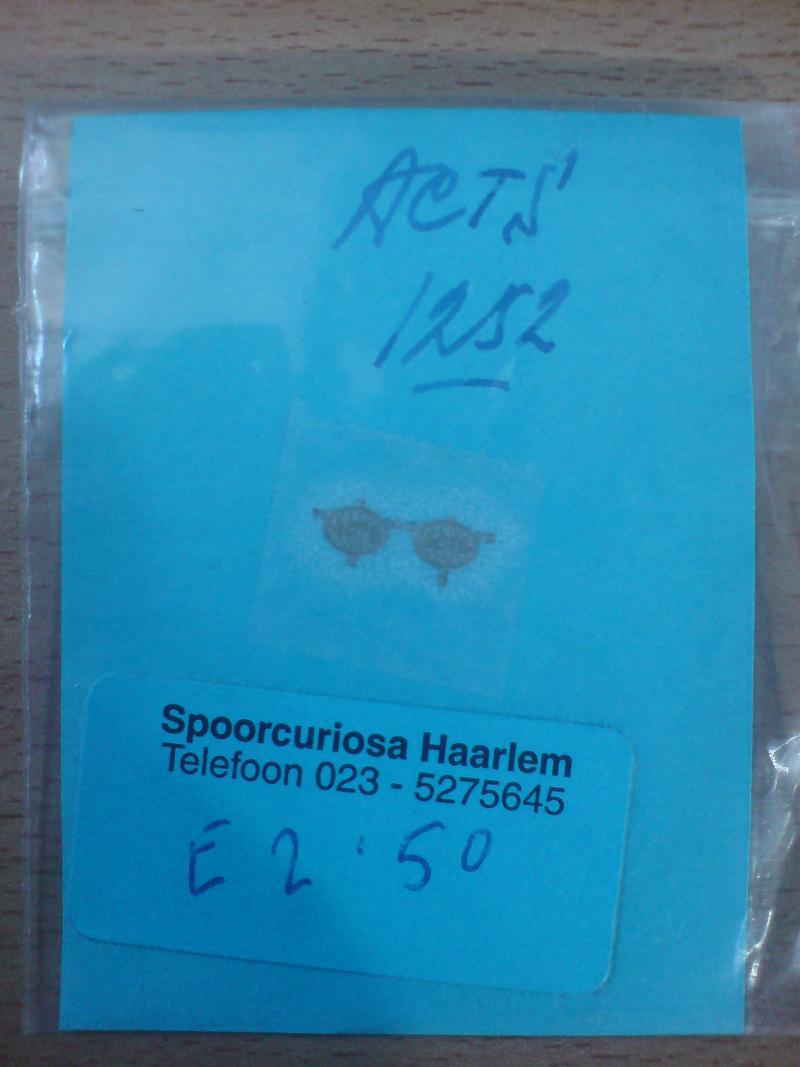 ACTS
1252
Spoorcuriosa Haarlem
Telefoon 023 - 5275645
E 2.50